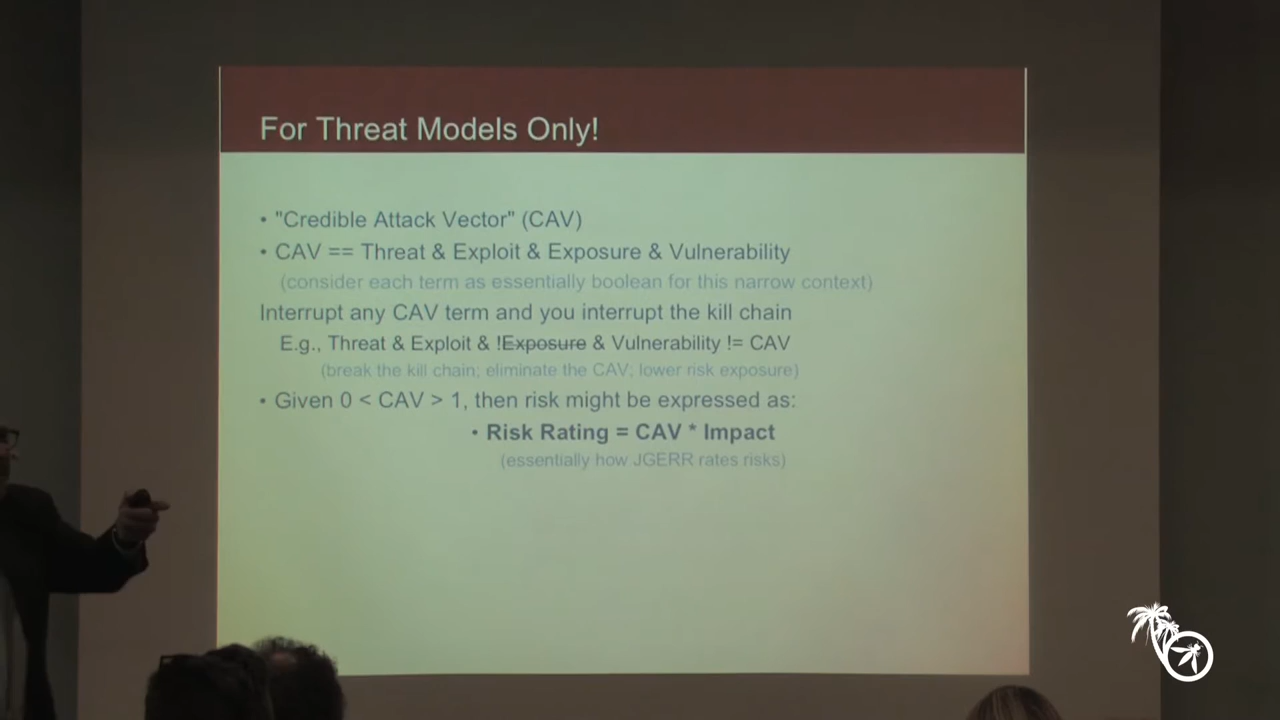 For Threat Models Only!
• "Credible Attack Vector" (CAV)
• CAV == Threat & Exploit & Exposure & Vulnerability
(consider each term as essentially boolean for this narrow context)
Interrupt any CAV term and you interrupt the kill chain
E.g., Threat & Exploit & !Exposure & Vulnerability != CAV
(break the kill chain; eliminate the CAV; lower risk exposure)
• Given 0 < CAV > 1, then risk might be expressed as:
• Risk Rating = CAV * Impact
(essentially how JGERR rates risks)